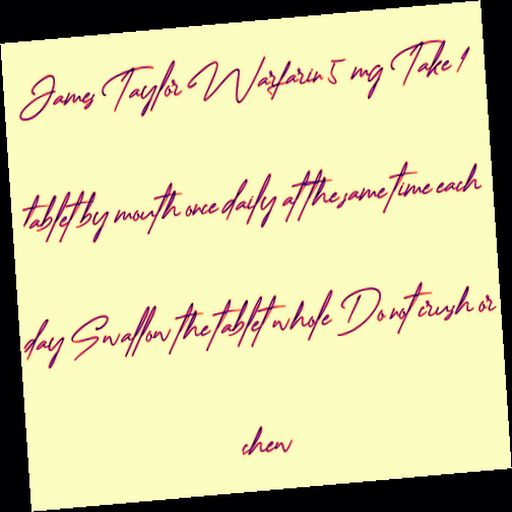 James Taylor Warfarin 5 mg Take 1
tablet by mouth once daily at the same time each
day Swallow the tablet whole Do not crush or
chew